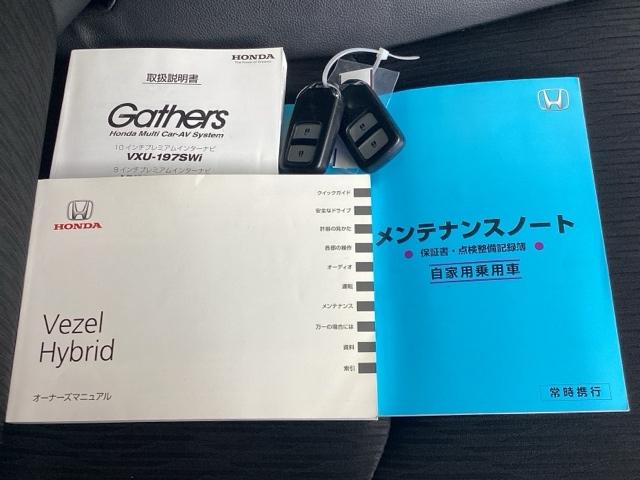 HONDA
The Power of Dreams
取扱説明書
Gathers
Honda Multi Car-AV System
10インチプレミアムインターナビ
VXU-197SWi
9インチプレミアムインターナビ
HONDA
クイックガイド
安全なドライブ
計器の見かた
各部の操作
オーディオ
運転
メンテナンス
万一の場合には
資料
索引
Vezel
Hybrid
オーナーズマニュアル
メンテナンスノート
保証書・点検整備記録簿
自家用乗用車
常時携行